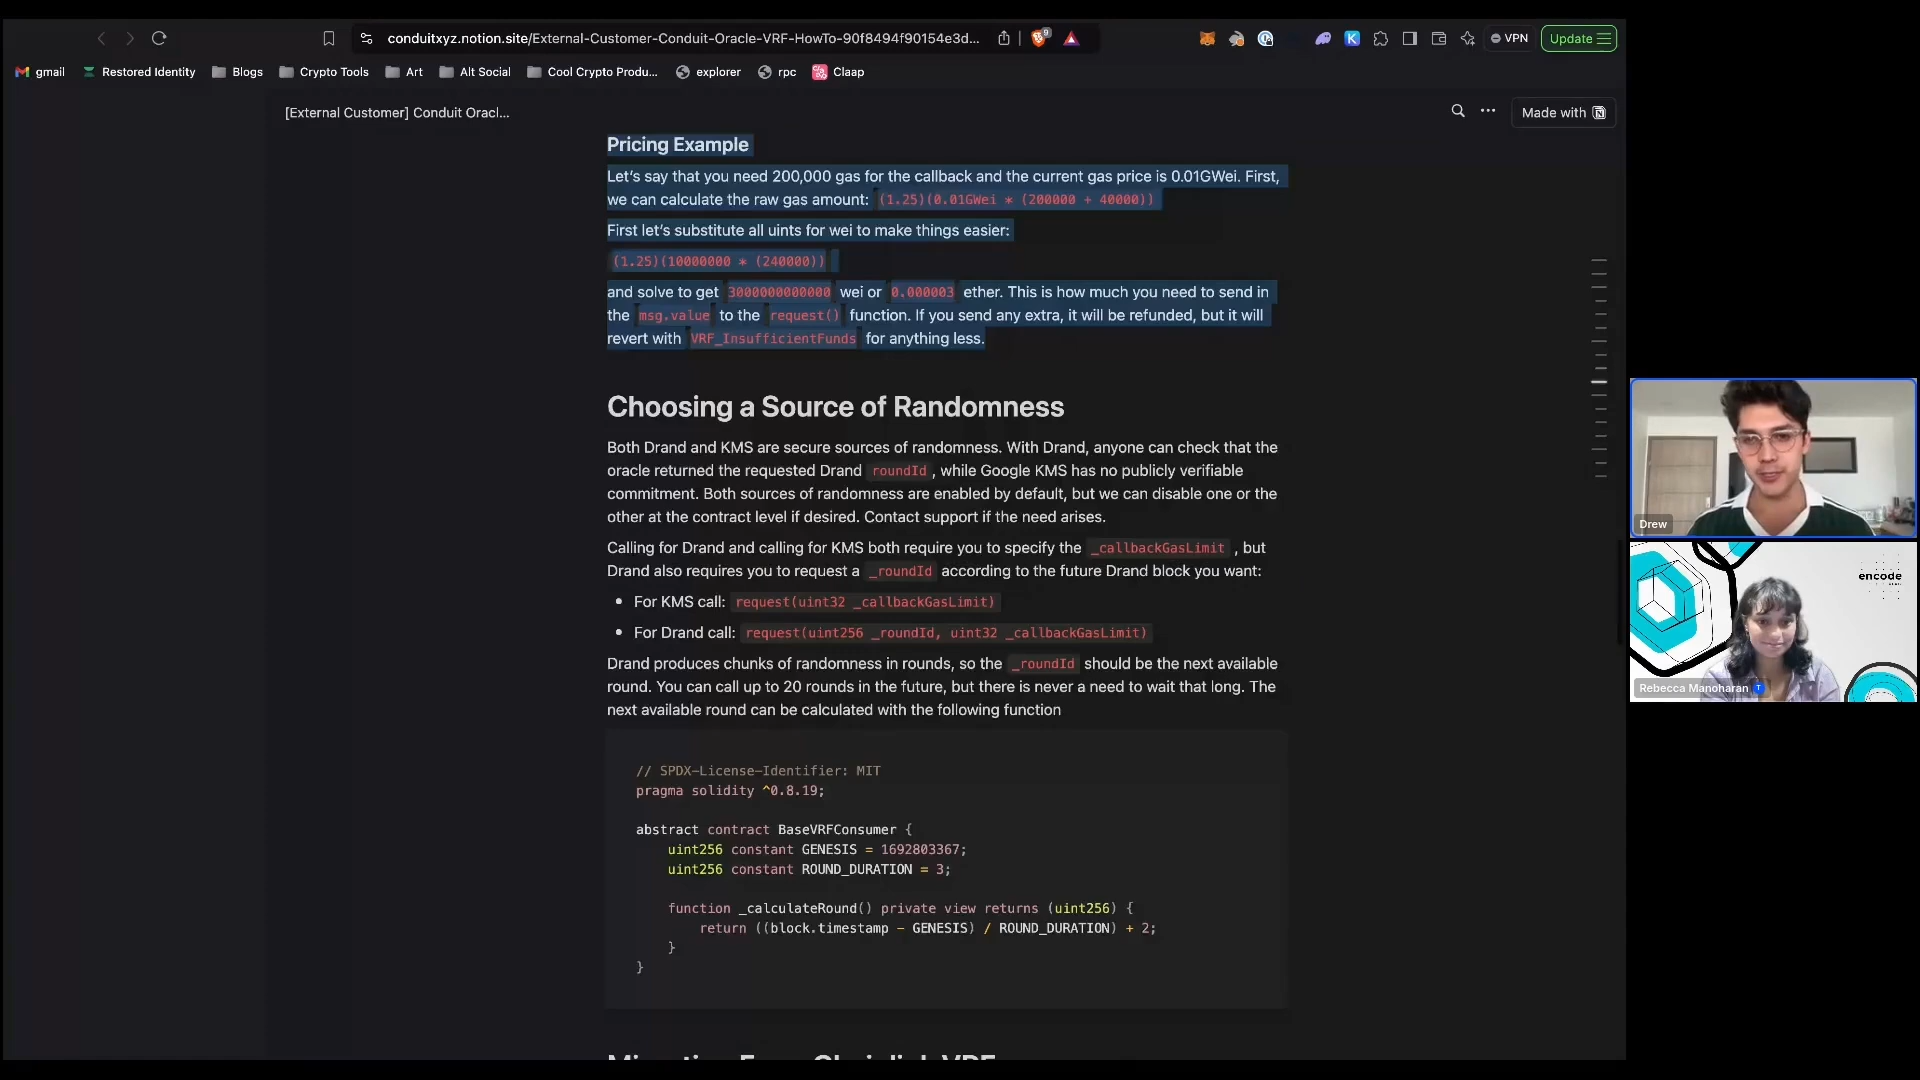 conduitxyz.notion.site/External-Customer-Conduit-Oracle-VRF-HowTo-90f8494f90154e3d...
9
VPN
Update
gmail
Restored Identity
Blogs
Crypto Tools
Art
Alt Social
Cool Crypto Produ...
explorer
rpc
Claap
[External Customer] Conduit Oracl...
Made with
Pricing Example
Let's say that you need 200,000 gas for the callback and the current gas price is 0.01GWei. First,
we can calculate the raw gas amount: (1.25)(0.01GWei * (200000 + 40000))
First let's substitute all uints for wei to make things easier:
(1.25)(10000000 * (240000))
and solve to get 3000000000000 wei or 0.000003 ether. This is how much you need to send in
the msg.value to the request() function. If you send any extra, it will be refunded, but it will
revert with VRF_InsufficientFunds for anything less.
Choosing a Source of Randomness
Both Drand and KMS are secure sources of randomness. With Drand, anyone can check that the
oracle returned the requested Drand roundId, while Google KMS has no publicly verifiable
commitment. Both sources of randomness are enabled by default, but we can disable one or the
other at the contract level if desired. Contact support if the need arises.
Calling for Drand and calling for KMS both require you to specify the _callbackGasLimit, but
Drand also requires you to request a _roundId according to the future Drand block you want:
• For KMS call: request(uint32 _callbackGasLimit)
• For Drand call: request(uint256 _roundId, uint32 _callbackGasLimit)
Drand produces chunks of randomness in rounds, so the _roundId should be the next available
round. You can call up to 20 rounds in the future, but there is never a need to wait that long. The
next available round can be calculated with the following function
// SPDX-License-Identifier: MIT
pragma solidity ^0.8.19;
abstract contract BaseVRFConsumer {
uint256 constant GENESIS = 1692803367;
uint256 constant ROUND_DURATION = 3;
function _calculateRound() private view returns (uint256) {
return ((block.timestamp - GENESIS) / ROUND_DURATION) + 2;
}
}
Drew
encode
Rebecca Manoharan